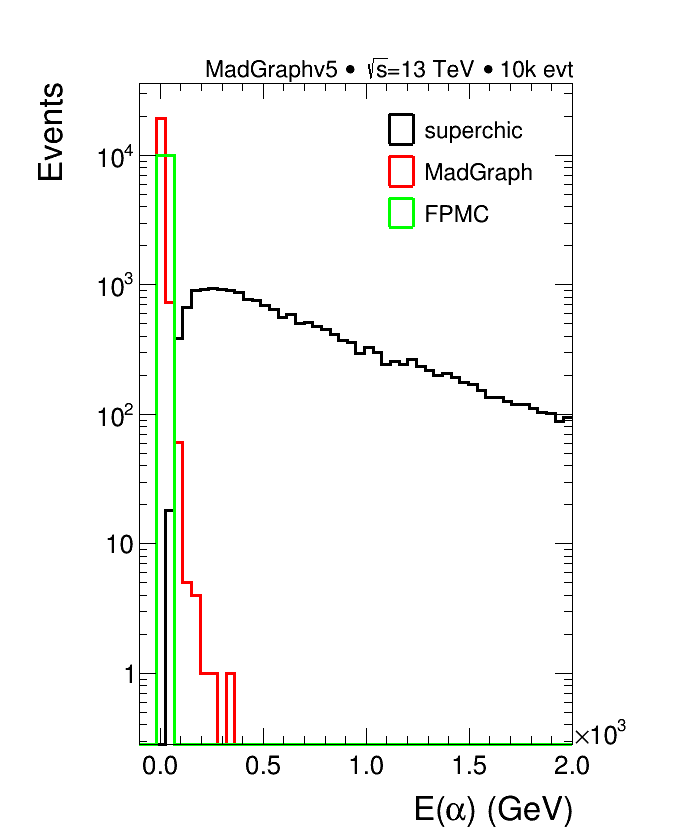 MadGraphv5 • √s=13 TeV • 10k evt
Events
superchic
MadGraph
FPMC
10⁴
10³
10²
10
1
0.0 0.5 1.0 1.5 2.0
×10³
E(α) (GeV)